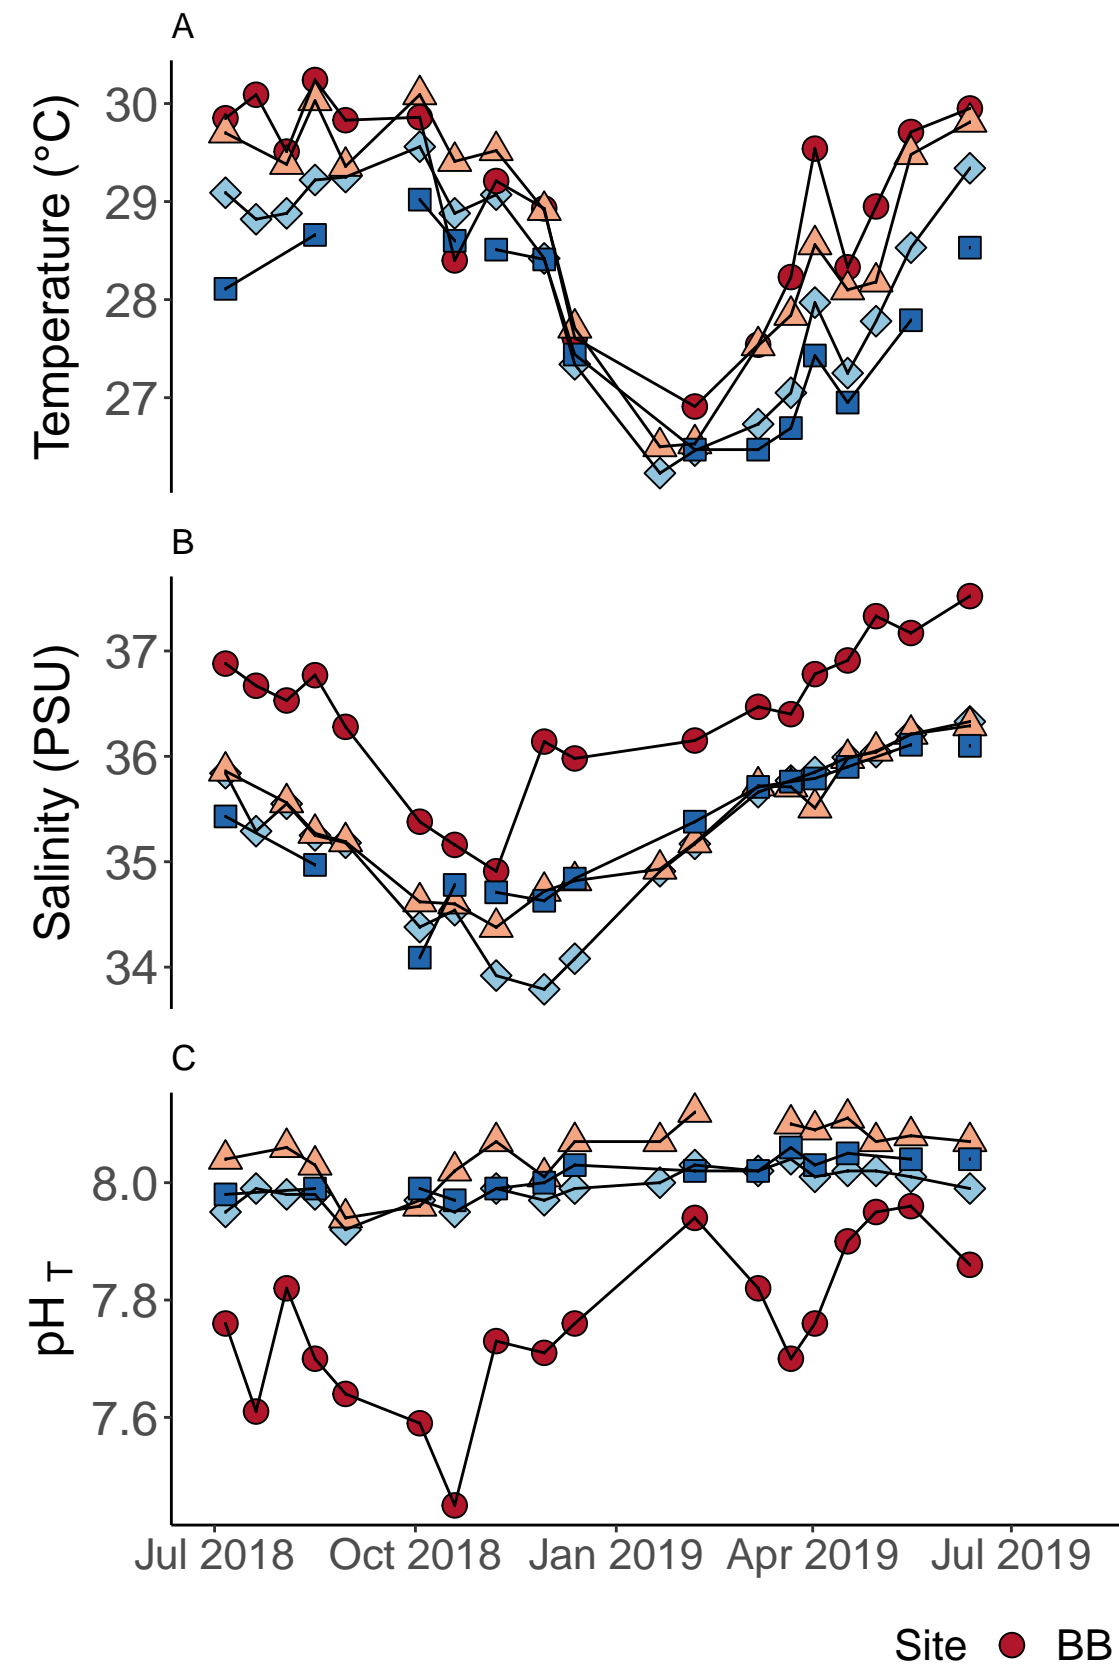 A
Temperature (°C)
30
29
28
27
B
Salinity (PSU)
37
36
35
34
C
pH T
8.0
7.8
7.6
Jul 2018 Oct 2018 Jan 2019 Apr 2019 Jul 2019
Site BB